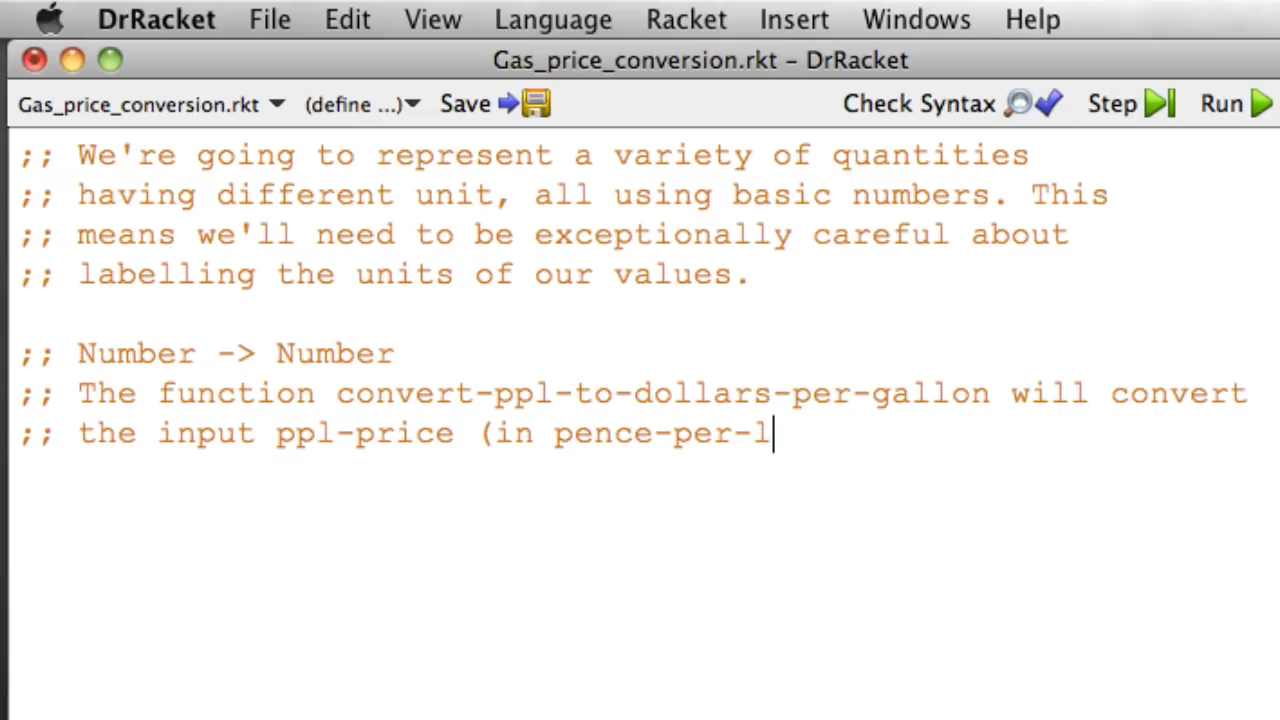 DrRacket File Edit View Language Racket Insert Windows Help
Gas_price_conversion.rkt - DrRacket
Gas_price_conversion.rkt (define ...) Save Check Syntax Step Run
;; We're going to represent a variety of quantities
;; having different unit, all using basic numbers. This
;; means we'll need to be exceptionally careful about
;; labelling the units of our values.
;; Number -> Number
;; The function convert-ppl-to-dollars-per-gallon will convert
;; the input ppl-price (in pence-per-l